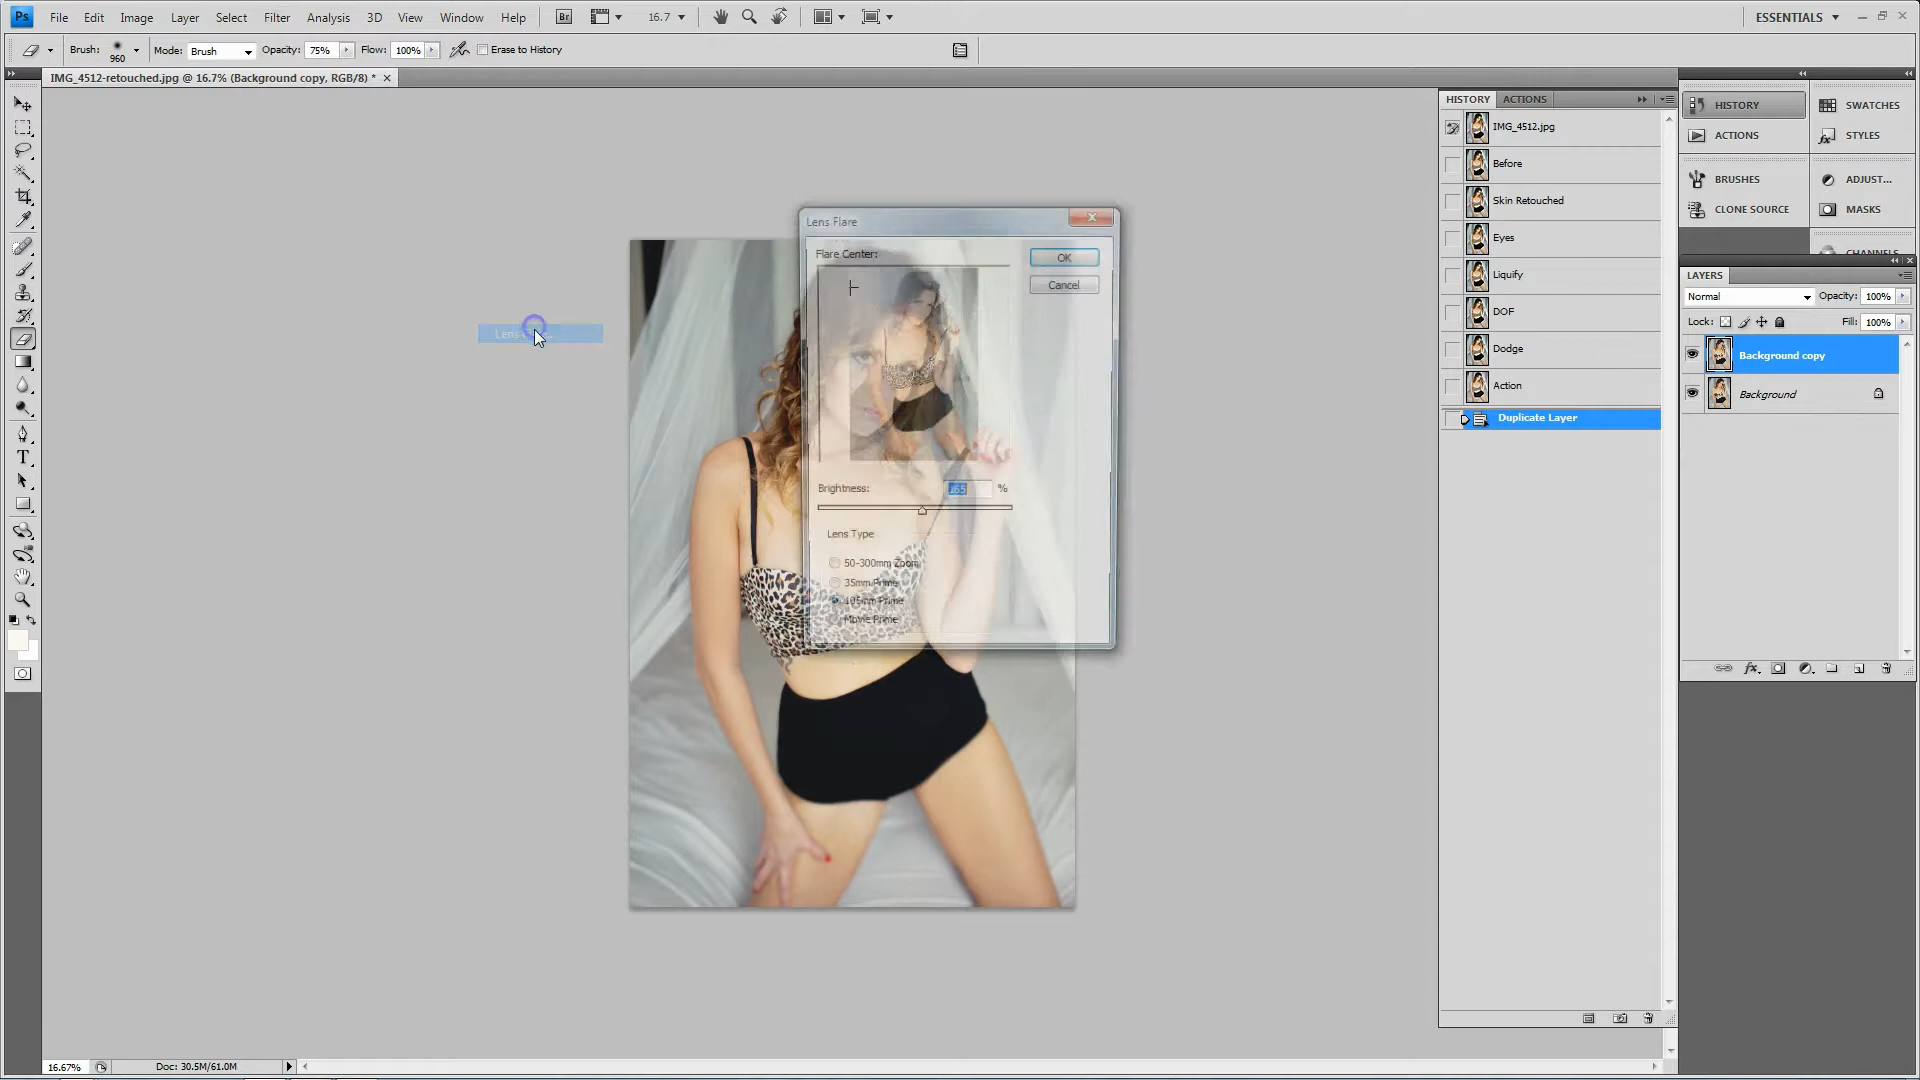 Ps File Edit Image Layer Select Filter Analysis 3D View Window Help Br 16.7 ESSENTIALS
Brush: 960 Mode: Brush Opacity: 75% Flow: 100% Erase to History
IMG_4512-retouched.jpg @ 16.7% (Background copy, RGB/8) *
HISTORY ACTIONS
IMG_4512.jpg
Before
Skin Retouched
Eyes
Liquify
DOF
Dodge
Action
Duplicate Layer
HISTORY SWATCHES
ACTIONS STYLES
BRUSHES ADJUST...
CLONE SOURCE MASKS
CHANNELS
LAYERS
Normal Opacity: 100%
Lock: Fill: 100%
Background copy
Background
Lens Flare
Flare Center: OK
Cancel
Brightness: %
Lens Type
50-300mm Zoom
35mm Prime
105mm Prime
Movie Prime
16.67% Doc: 30.5M/61.0M